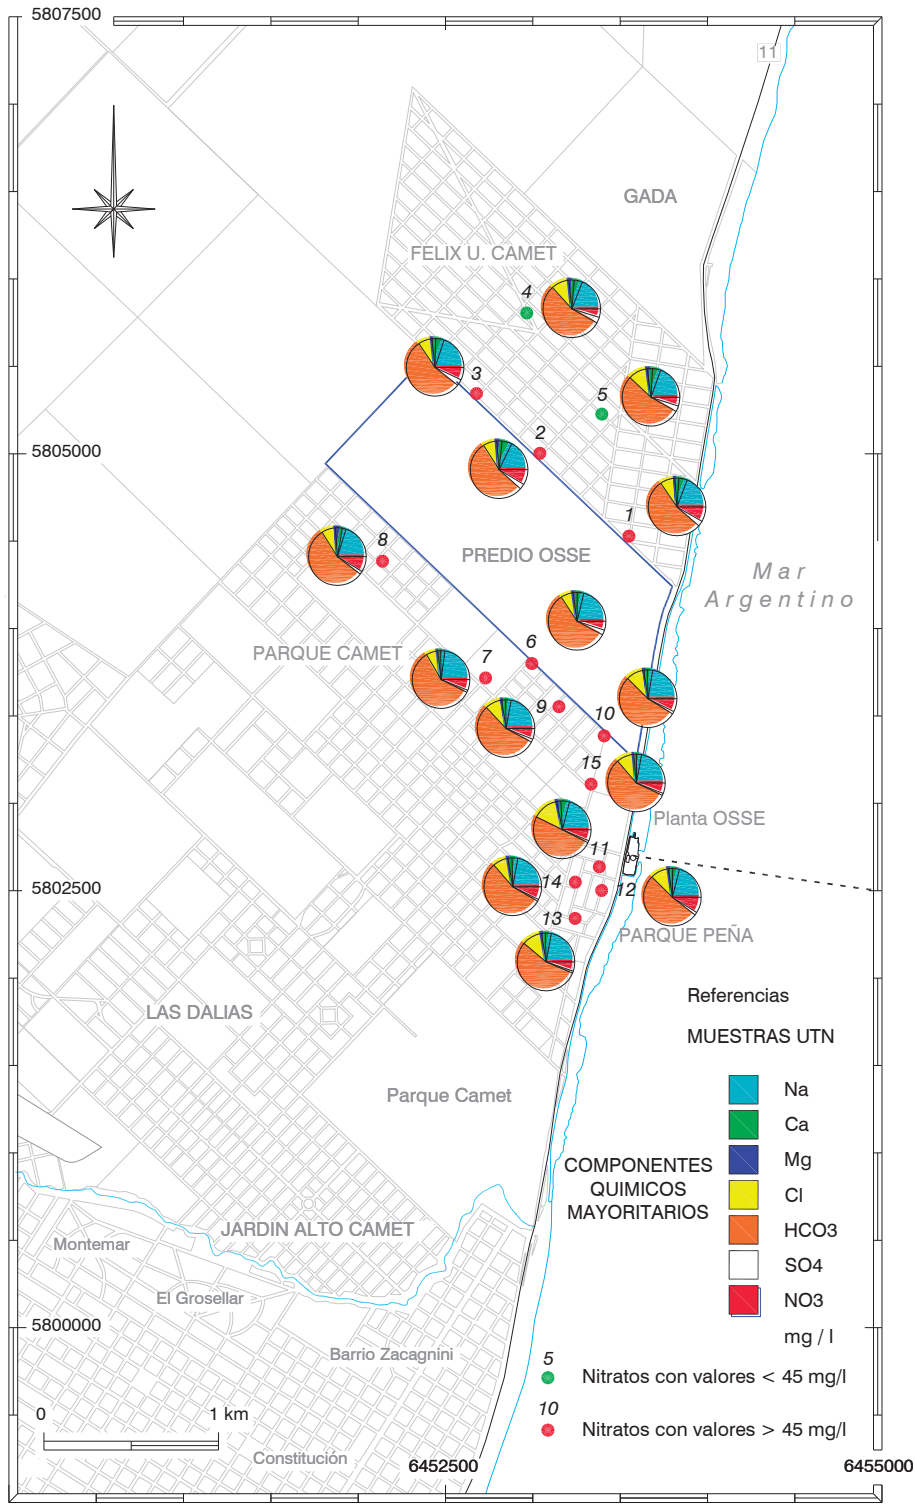 5807500
11
GADA
FELIX U. CAMET
4
3
5
2
5805000
1
8
PREDIO OSSE
Mar
Argentino
6
PARQUE CAMET
7
9
10
15
Planta OSSE
11
14
12
5802500
13
PARQUE PEÑA
Referencias
LAS DALIAS
MUESTRAS UTN
Parque Camet
Na
Ca
Mg
Cl
HCO3
SO4
NO3
mg / l
COMPONENTES
QUIMICOS
MAYORITARIOS
JARDIN ALTO CAMET
Montemar
El Grosellar
5800000
Barrio Zacagnini
5
Nitratos con valores < 45 mg/l
10
Nitratos con valores > 45 mg/l
0 1 km
Constitución
6452500
6455000